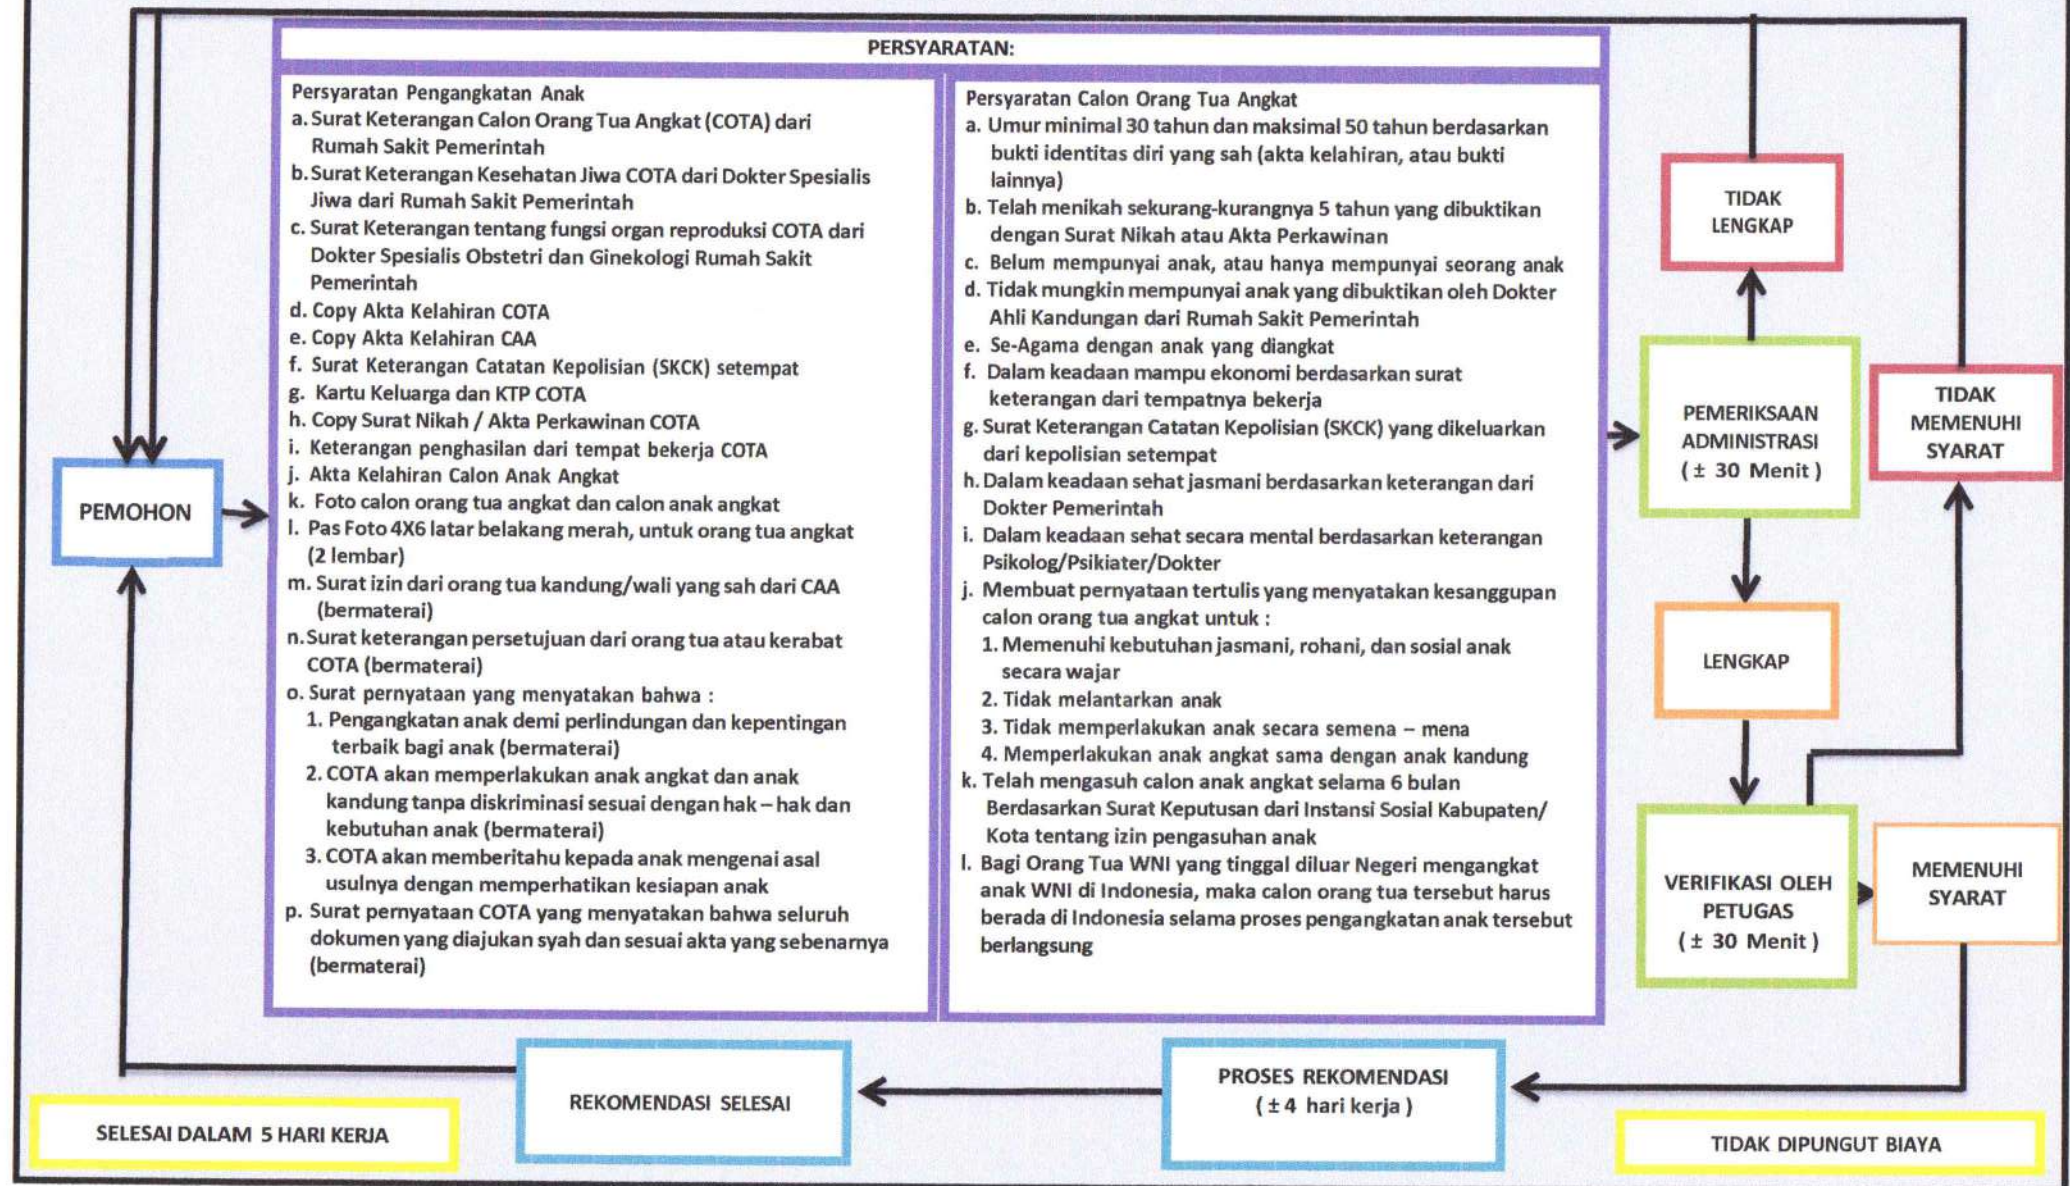 PERSYARATAN:
Persyaratan Pengangkatan Anak
a. Surat Keterangan Calon Orang Tua Angkat (COTA) dari
Rumah Sakit Pemerintah
b. Surat Keterangan Kesehatan Jiwa COTA dari Dokter Spesialis
Jiwa dari Rumah Sakit Pemerintah
c. Surat Keterangan tentang fungsi organ reproduksi COTA dari
Dokter Spesialis Obstetri dan Ginekologi Rumah Sakit
Pemerintah
d. Copy Akta Kelahiran COTA
e. Copy Akta Kelahiran CAA
f. Surat Keterangan Catatan Kepolisian (SKCK) setempat
g. Kartu Keluarga dan KTP COTA
h. Copy Surat Nikah / Akta Perkawinan COTA
i. Keterangan penghasilan dari tempat bekerja COTA
j. Akta Kelahiran Calon Anak Angkat
k. Foto calon orang tua angkat dan calon anak angkat
l. Pas Foto 4X6 latar belakang merah, untuk orang tua angkat
(2 lembar)
m. Surat izin dari orang tua kandung/wali yang sah dari CAA
(bermaterai)
n. Surat keterangan persetujuan dari orang tua atau kerabat
COTA (bermaterai)
o. Surat pernyataan yang menyatakan bahwa :
1. Pengangkatan anak demi perlindungan dan kepentingan
terbaik bagi anak (bermaterai)
2. COTA akan memperlakukan anak angkat dan anak
kandung tanpa diskriminasi sesuai dengan hak – hak dan
kebutuhan anak (bermaterai)
3. COTA akan memberitahu kepada anak mengenai asal
usulnya dengan memperhatikan kesiapan anak
p. Surat pernyataan COTA yang menyatakan bahwa seluruh
dokumen yang diajukan syah dan sesuai akta yang sebenarnya
(bermaterai)
Persyaratan Calon Orang Tua Angkat
a. Umur minimal 30 tahun dan maksimal 50 tahun berdasarkan
bukti identitas diri yang sah (akta kelahiran, atau bukti
lainnya)
b. Telah menikah sekurang-kurangnya 5 tahun yang dibuktikan
dengan Surat Nikah atau Akta Perkawinan
c. Belum mempunyai anak, atau hanya mempunyai seorang anak
d. Tidak mungkin mempunyai anak yang dibuktikan oleh Dokter
Ahli Kandungan dari Rumah Sakit Pemerintah
e. Se-Agama dengan anak yang diangkat
f. Dalam keadaan mampu ekonomi berdasarkan surat
keterangan dari tempatnya bekerja
g. Surat Keterangan Catatan Kepolisian (SKCK) yang dikeluarkan
dari kepolisian setempat
h. Dalam keadaan sehat jasmani berdasarkan keterangan dari
Dokter Pemerintah
i. Dalam keadaan sehat secara mental berdasarkan keterangan
Psikolog/Psikiater/Dokter
j. Membuat pernyataan tertulis yang menyatakan kesanggupan
calon orang tua angkat untuk :
1. Memenuhi kebutuhan jasmani, rohani, dan sosial anak
secara wajar
2. Tidak melantarkan anak
3. Tidak memperlakukan anak secara semena – mena
4. Memperlakukan anak angkat sama dengan anak kandung
k. Telah mengasuh calon anak angkat selama 6 bulan
Berdasarkan Surat Keputusan dari Instansi Sosial Kabupaten/
Kota tentang izin pengasuhan anak
l. Bagi Orang Tua WNI yang tinggal diluar Negeri mengangkat
anak WNI di Indonesia, maka calon orang tua tersebut harus
berada di Indonesia selama proses pengangkatan anak tersebut
berlangsung
PEMOHON
TIDAK
LENGKAP
PEMERIKSAAN
ADMINISTRASI
( ± 30 Menit )
TIDAK
MEMENUHI
SYARAT
LENGKAP
VERIFIKASI OLEH
PETUGAS
( ± 30 Menit )
MEMENUHI
SYARAT
PROSES REKOMENDASI
( ± 4 hari kerja )
REKOMENDASI SELESAI
SELESAI DALAM 5 HARI KERJA
TIDAK DIPUNGUT BIAYA